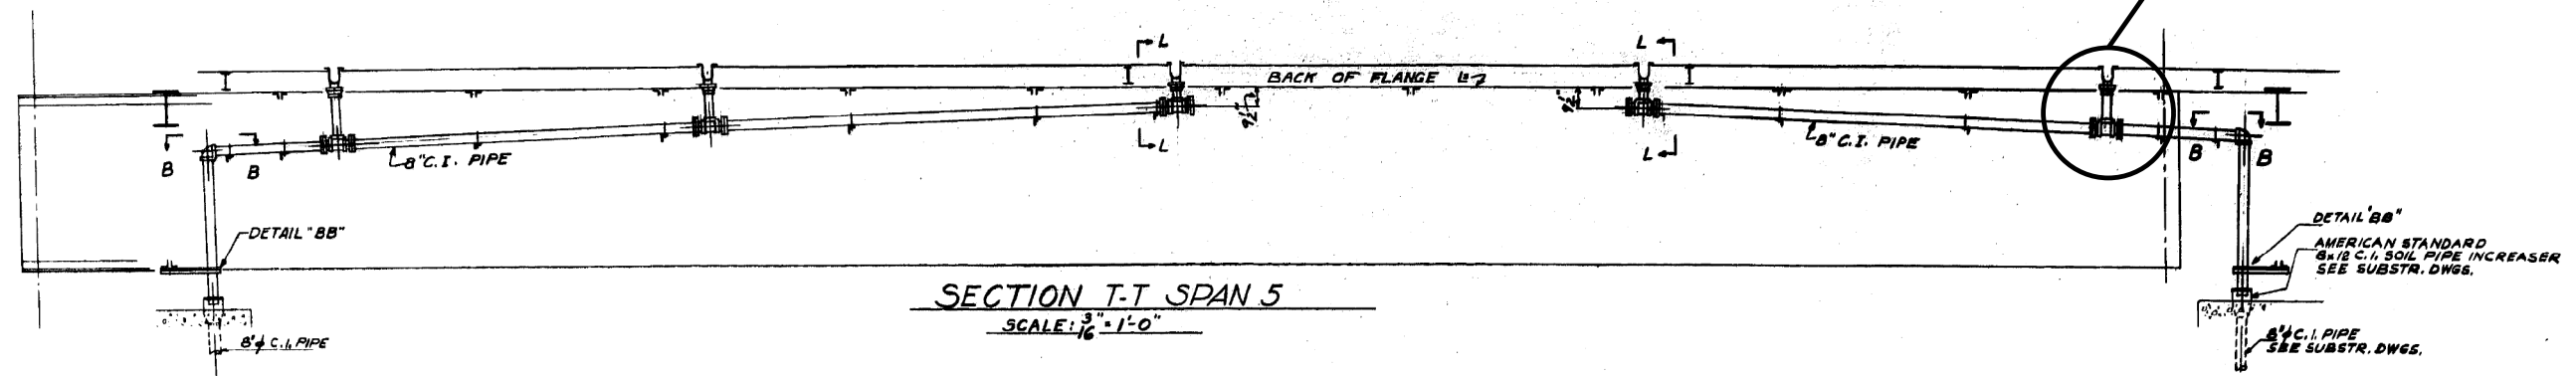 L
L
BACK OF FLANGE LS
9½"
9½"
B
B
L
L
8" C.I. PIPE
8" C.I. PIPE
B
B
DETAIL "BB"
DETAIL "BB"
AMERICAN STANDARD
8x12 C.I. SOIL PIPE INCREASER
SEE SUBSTR. DWGS.
SECTION T-T SPAN 5
SCALE: 3/16" = 1'-0"
8"ϕ C.I. PIPE
8"ϕ C.I. PIPE
SEE SUBSTR. DWGS.